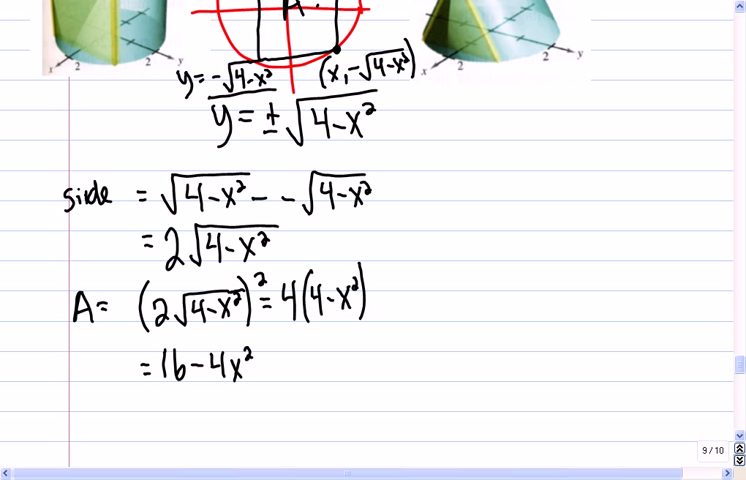 A.
x 2 2 y
x 2 2 y
y = -√(4-x²) (x, -√(4-x²))
y = ± √(4-x²)
side = √(4-x²) - - √(4-x²)
= 2√(4-x²)
A = (2√(4-x²))² = 4(4-x²)
= 16-4x²
9 / 10